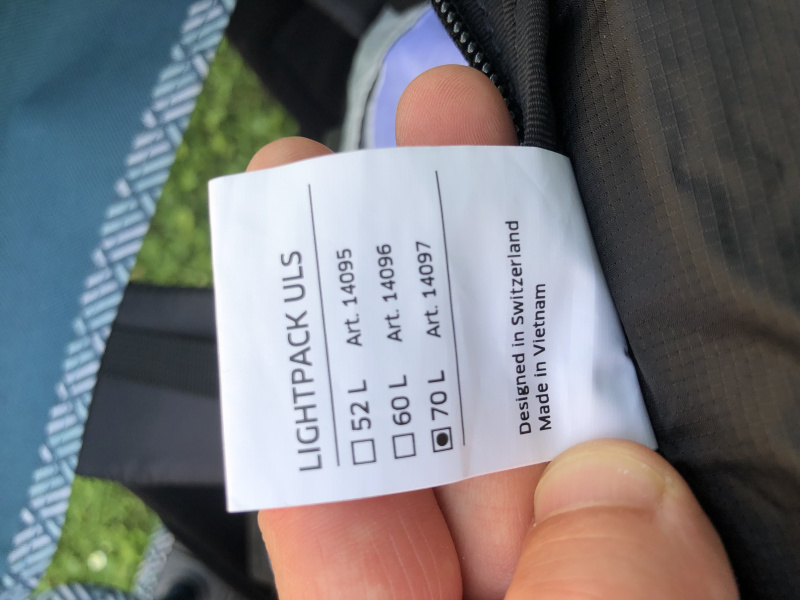 LIGHTPACK ULS
52 L Art. 14095
60 L Art. 14096
70 L Art. 14097
Designed in Switzerland
Made in Vietnam